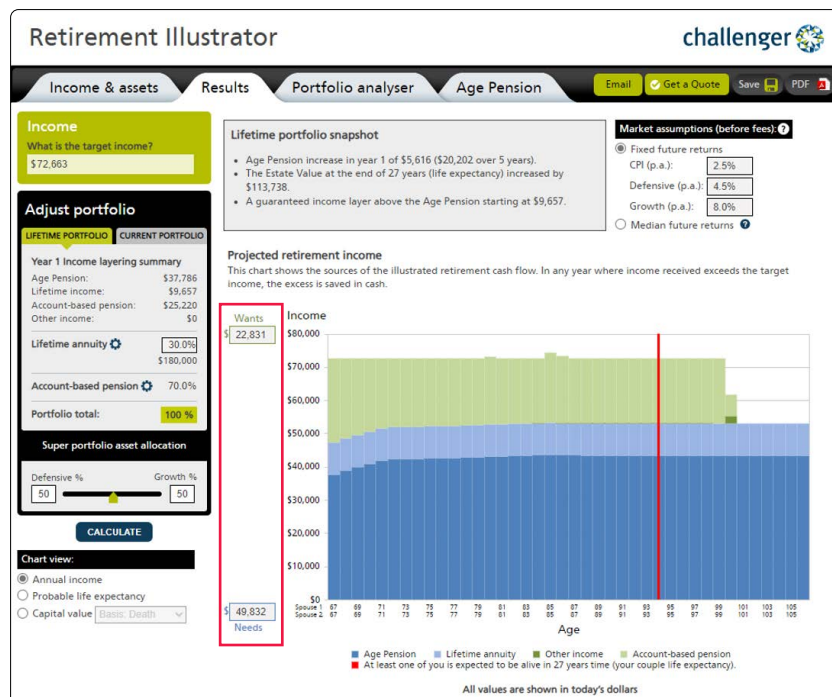 Retirement Illustrator
challenger
Income & assets
Results
Portfolio analyser
Age Pension
Email
Get a Quote
Save
PDF
Income
What is the target income?
$72,663
Adjust portfolio
LIFETIME PORTFOLIO
CURRENT PORTFOLIO
Year 1 Income layering summary
Age Pension: $37,786
Lifetime income: $9,657
Account-based pension: $25,220
Other income: $0
Lifetime annuity 30.0%
$180,000
Account-based pension 70.0%
Portfolio total: 100 %
Super portfolio asset allocation
Defensive % Growth %
50 50
CALCULATE
Chart view:
Annual income
Probable life expectancy
Capital value Basis: Death
Lifetime portfolio snapshot
• Age Pension increase in year 1 of $5,616 ($20,202 over 5 years).
• The Estate Value at the end of 27 years (life expectancy) increased by
$113,738.
• A guaranteed income layer above the Age Pension starting at $9,657.
Market assumptions (before fees): ?
Fixed future returns
CPI (p.a.): 2.5%
Defensive (p.a.): 4.5%
Growth (p.a.): 8.0%
Median future returns ?
Projected retirement income
This chart shows the sources of the illustrated retirement cash flow. In any year where income received exceeds the target
income, the excess is saved in cash.
Wants
$ 22,831
$ 49,832
Needs
Income
$80,000
$70,000
$60,000
$50,000
$40,000
$30,000
$20,000
$10,000
$0
Spouse 1 67 69 71 73 75 77 79 81 83 85 87 89 91 93 95 97 99 101 103 105
Spouse 2 67 69 71 73 75 77 79 81 83 85 87 89 91 93 95 97 99 101 103 105
Age
Age Pension
Lifetime annuity
Other income
Account-based pension
At least one of you is expected to be alive in 27 years time (your couple life expectancy).
All values are shown in today's dollars